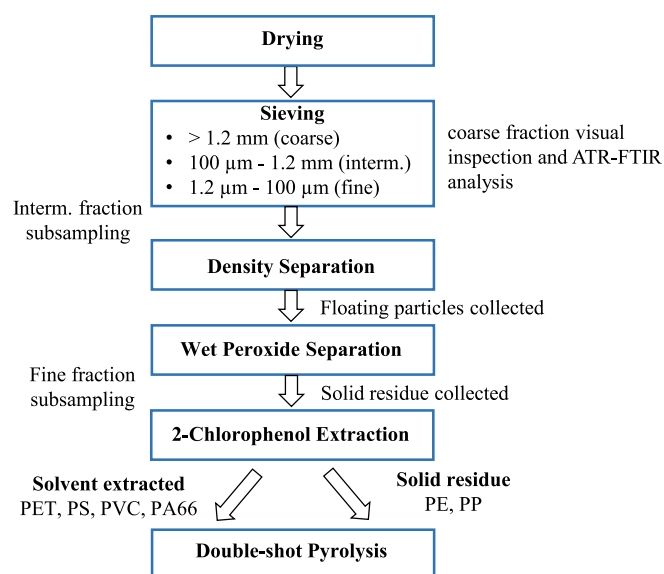 Drying
Sieving
• > 1.2 mm (coarse)
• 100 µm - 1.2 mm (interm.)
• 1.2 µm - 100 µm (fine)
coarse fraction visual
inspection and ATR-FTIR
analysis
Interm. fraction
subsampling
Density Separation
Floating particles collected
Wet Peroxide Separation
Fine fraction
subsampling
Solid residue collected
2-Chlorophenol Extraction
Solvent extracted
PET, PS, PVC, PA66
Solid residue
PE, PP
Double-shot Pyrolysis